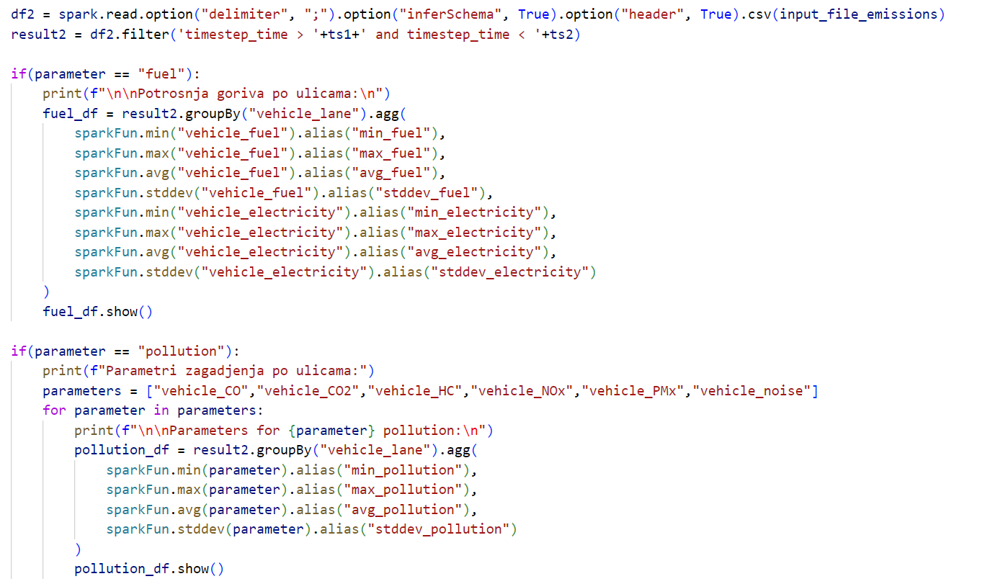 df2 = spark.read.option("delimiter", ";").option("inferSchema", True).option("header", True).csv(input_file_emissions)
result2 = df2.filter('timestep_time > '+ts1+' and timestep_time < '+ts2)

if(parameter == "fuel"):
    print(f"\n\nPotrosnja goriva po ulicama:\n")
    fuel_df = result2.groupBy("vehicle_lane").agg(
        sparkFun.min("vehicle_fuel").alias("min_fuel"),
        sparkFun.max("vehicle_fuel").alias("max_fuel"),
        sparkFun.avg("vehicle_fuel").alias("avg_fuel"),
        sparkFun.stddev("vehicle_fuel").alias("stddev_fuel"),
        sparkFun.min("vehicle_electricity").alias("min_electricity"),
        sparkFun.max("vehicle_electricity").alias("max_electricity"),
        sparkFun.avg("vehicle_electricity").alias("avg_electricity"),
        sparkFun.stddev("vehicle_electricity").alias("stddev_electricity")
    )
    fuel_df.show()

if(parameter == "pollution"):
    print(f"Parametri zagadjenja po ulicama:")
    parameters = ["vehicle_CO","vehicle_CO2","vehicle_HC","vehicle_NOx","vehicle_PMx","vehicle_noise"]
    for parameter in parameters:
        print(f"\n\nParameters for {parameter} pollution:\n")
        pollution_df = result2.groupBy("vehicle_lane").agg(
            sparkFun.min(parameter).alias("min_pollution"),
            sparkFun.max(parameter).alias("max_pollution"),
            sparkFun.avg(parameter).alias("avg_pollution"),
            sparkFun.stddev(parameter).alias("stddev_pollution")
        )
        pollution_df.show()